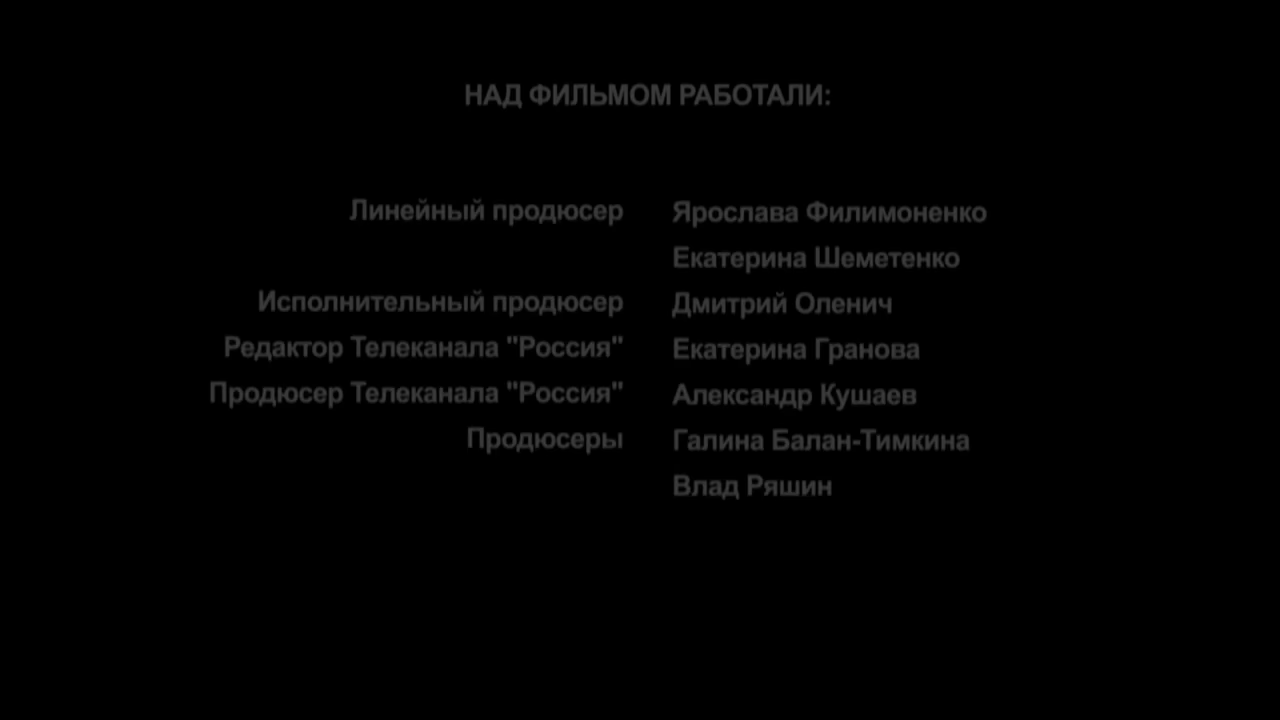 НАД ФИЛЬМОМ РАБОТАЛИ:
Линейный продюсер Ярослава Филимоненко
Екатерина Шеметенко
Исполнительный продюсер Дмитрий Оленич
Редактор Телеканала "Россия" Екатерина Гранова
Продюсер Телеканала "Россия" Александр Кушаев
Продюсеры Галина Балан-Тимкина
Влад Ряшин